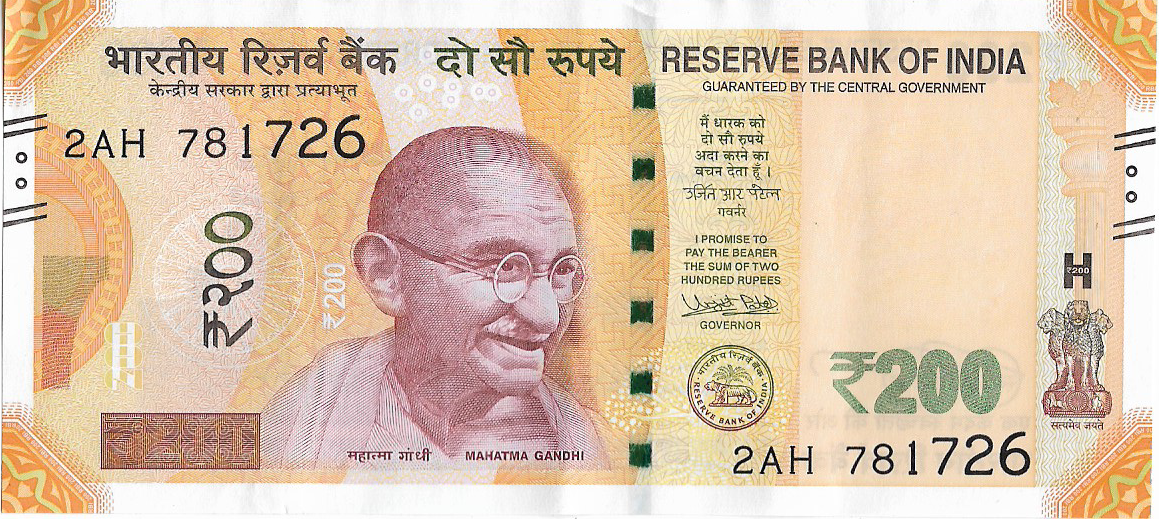 भारतीय रिज़र्व बैंक
केन्द्रीय सरकार द्वारा प्रत्याभूत
दो सौ रुपये
RESERVE BANK OF INDIA
GUARANTEED BY THE CENTRAL GOVERNMENT
2AH 781726
₹२००
₹200
मैं धारक को
दो सौ रुपये
अदा करने का
वचन देता हूँ ।
उर्जित आर पटेल
गवर्नर
I PROMISE TO
PAY THE BEARER
THE SUM OF TWO
HUNDRED RUPEES
Urjit Patel
GOVERNOR
भारतीय रिज़र्व बैंक
RESERVE BANK OF INDIA
₹200
₹200
सत्यमेव जयते
महात्मा गांधी
MAHATMA GANDHI
2AH 781726